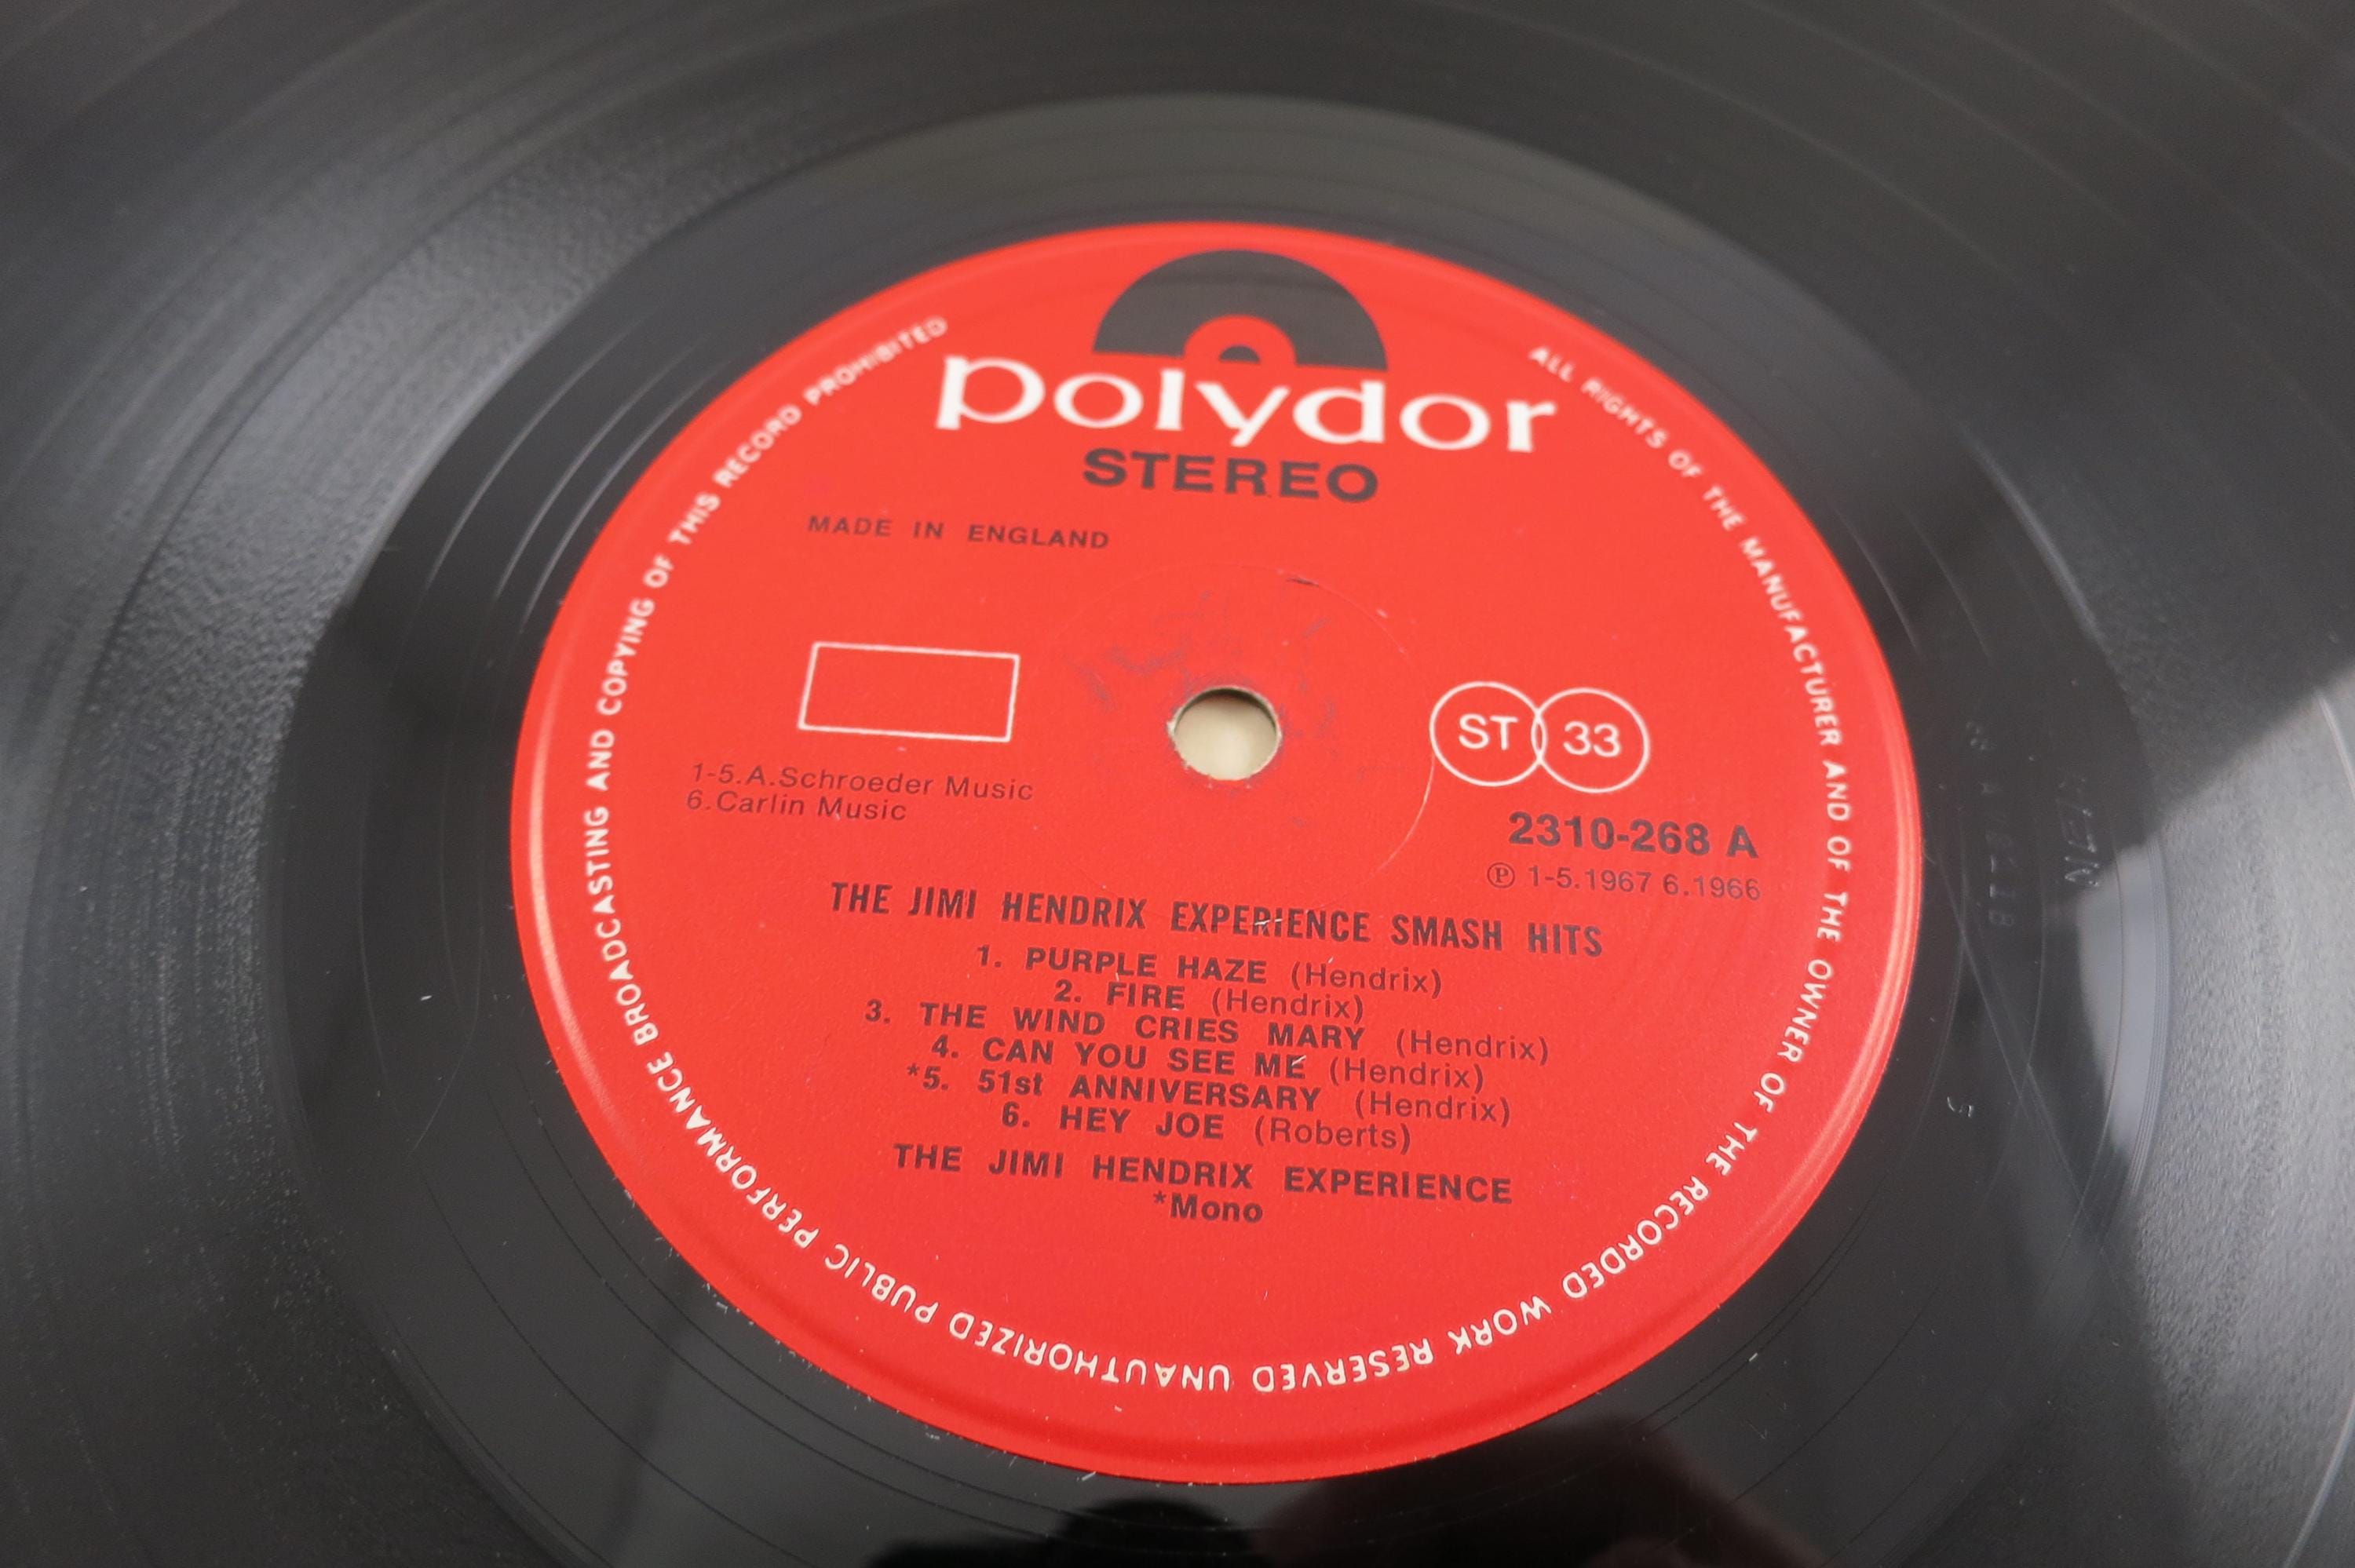 polydor
STEREO
MADE IN ENGLAND
ST 33
1-5.A.Schroeder Music
6.Carlin Music
2310-268 A
Ⓟ 1-5.1967 6.1966
THE JIMI HENDRIX EXPERIENCE SMASH HITS
1. PURPLE HAZE (Hendrix)
2. FIRE (Hendrix)
3. THE WIND CRIES MARY (Hendrix)
4. CAN YOU SEE ME (Hendrix)
*5. 51st ANNIVERSARY (Hendrix)
6. HEY JOE (Roberts)
THE JIMI HENDRIX EXPERIENCE
*Mono
ALL RIGHTS OF THE MANUFACTURER AND OF THE OWNER OF THE RECORDED WORK RESERVED UNAUTHORIZED PUBLIC PERFORMANCE BROADCASTING AND COPYING OF THIS RECORD PROHIBITED